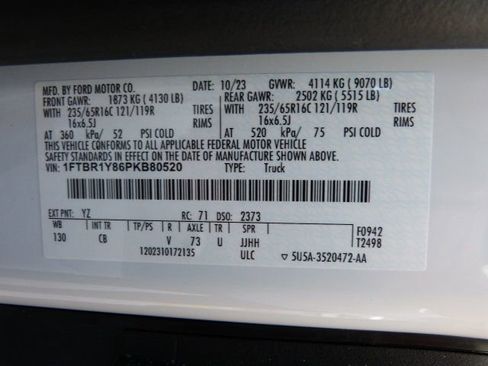 MFD. BY FORD MOTOR CO. DATE: 10/23 GVWR: 4114 KG ( 9070 LB)
FRONT GAWR: 1873 KG ( 4130 LB) REAR GAWR: 2502 KG ( 5515 LB)
WITH 235/65R16C 121/119R TIRES WITH 235/65R16C 121/119R TIRES
16x6.5J RIMS 16x6.5J RIMS
AT 360 kPa/ 52 PSI COLD AT 520 kPa/ 75 PSI COLD
THIS VEHICLE CONFORMS TO ALL APPLICABLE FEDERAL MOTOR VEHICLE
SAFETY STANDARDS IN EFFECT ON THE DATE OF MANUFACTURE SHOWN ABOVE.
VIN: 1FTBR1Y86PKB80520 TYPE: Truck
EXT PNT: YZ RC: 71 DSO: 2373
WB INT TR TP/PS R AXLE TR SPR F0942
130 CB V 73 U JJHH T2498
1202310172135 ULC ▽ 5U5A-3520472-AA